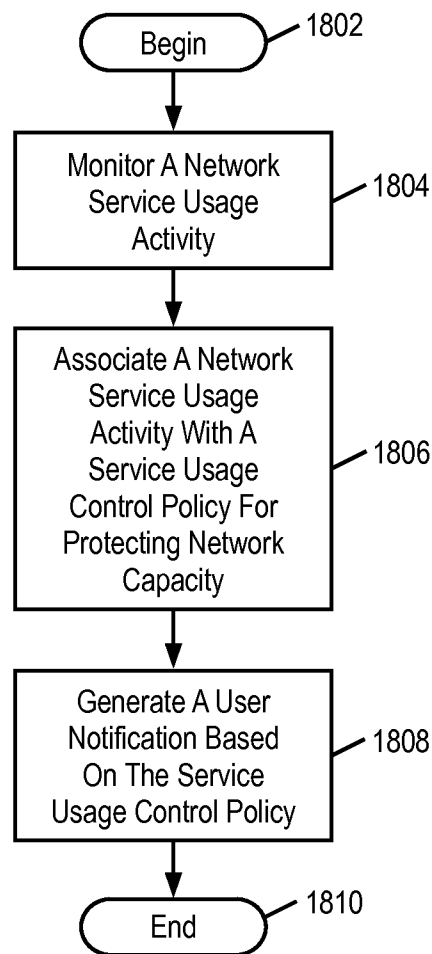 Begin
1802
Monitor A Network
Service Usage
Activity
1804
Associate A Network
Service Usage
Activity With A
Service Usage
Control Policy For
Protecting Network
Capacity
1806
Generate A User
Notification Based
On The Service
Usage Control Policy
1808
End
1810